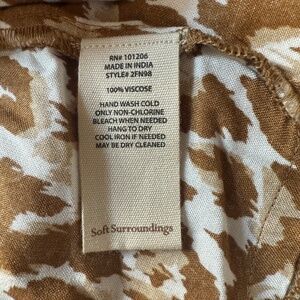 RN# 101206
MADE IN INDIA
STYLE# 2FN98
100% VISCOSE
HAND WASH COLD
ONLY NON-CHLORINE
BLEACH WHEN NEEDED
HANG TO DRY
COOL IRON IF NEEDED
MAY BE DRY CLEANED
Soft Surroundings